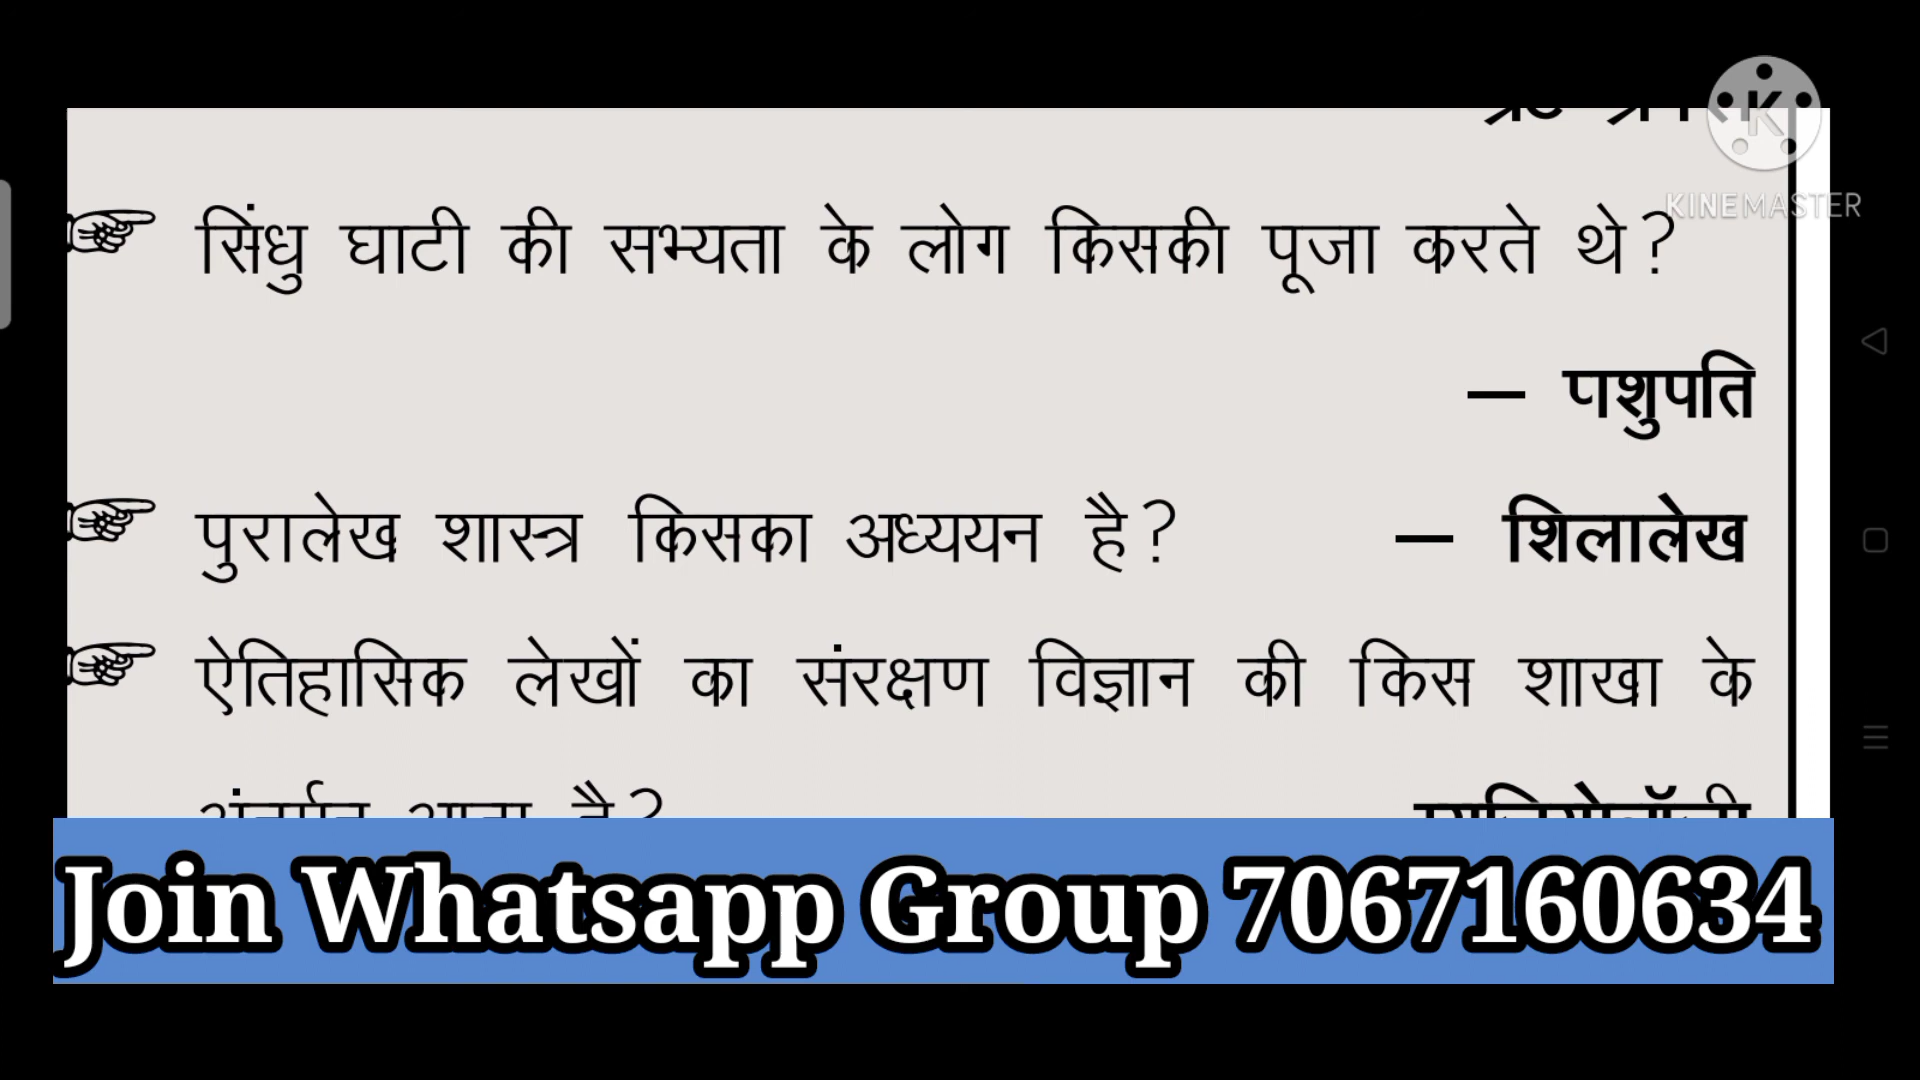 सिंधु घाटी की सभ्यता के लोग किसकी पूजा करते थे?
— पशुपति
पुरालेख शास्त्र किसका अध्ययन है? — शिलालेख
ऐतिहासिक लेखों का संरक्षण विज्ञान की किस शाखा के
है?
Join Whatsapp Group 7067160634
K
KINEMASTER